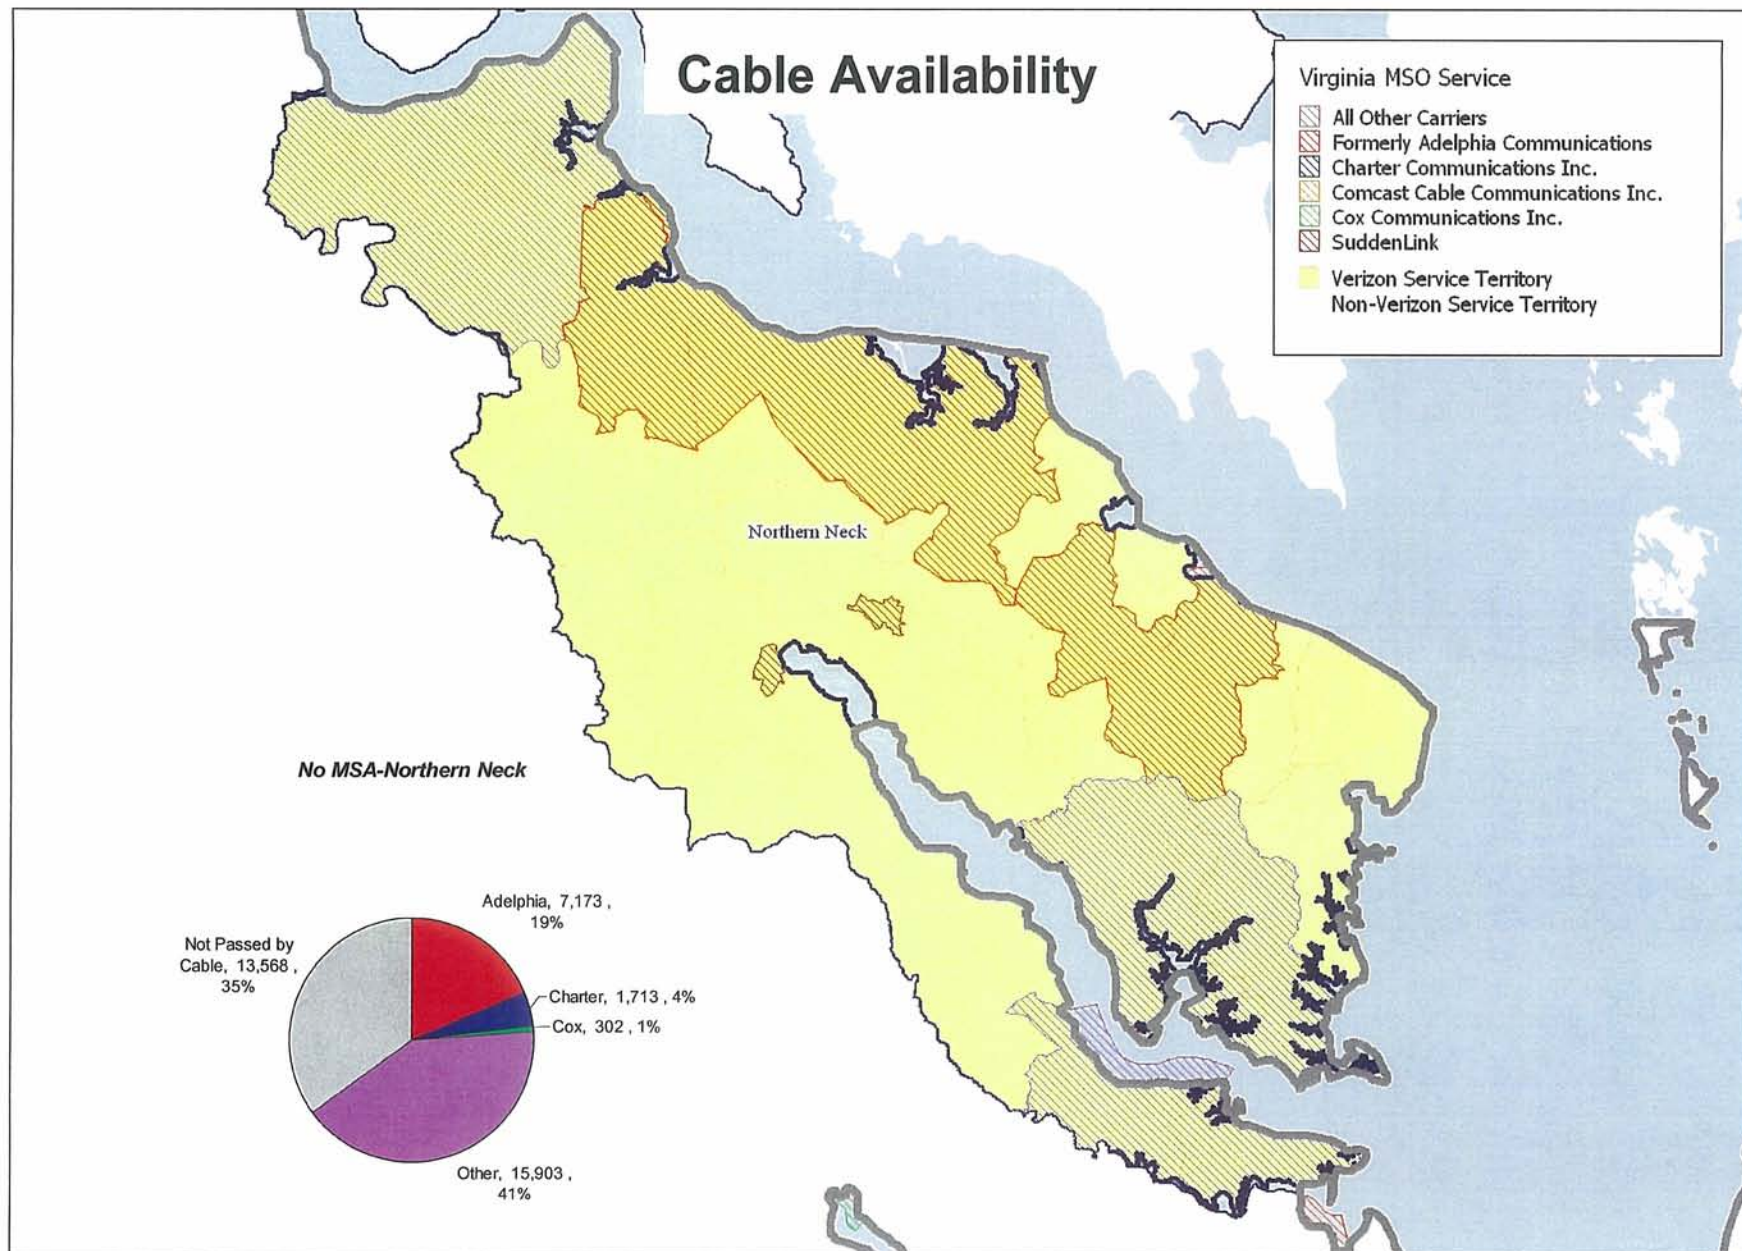 Cable Availability
Virginia MSO Service
All Other Carriers
Formerly Adelphia Communications
Charter Communications Inc.
Comcast Cable Communications Inc.
Cox Communications Inc.
SuddenLink
Verizon Service Territory
Non-Verizon Service Territory
Northern Neck
No MSA-Northern Neck
Adelphia, 7,173 ,
19%
Not Passed by
Cable, 13,568 ,
35%
Charter, 1,713 , 4%
Cox, 302 , 1%
Other, 15,903 ,
41%